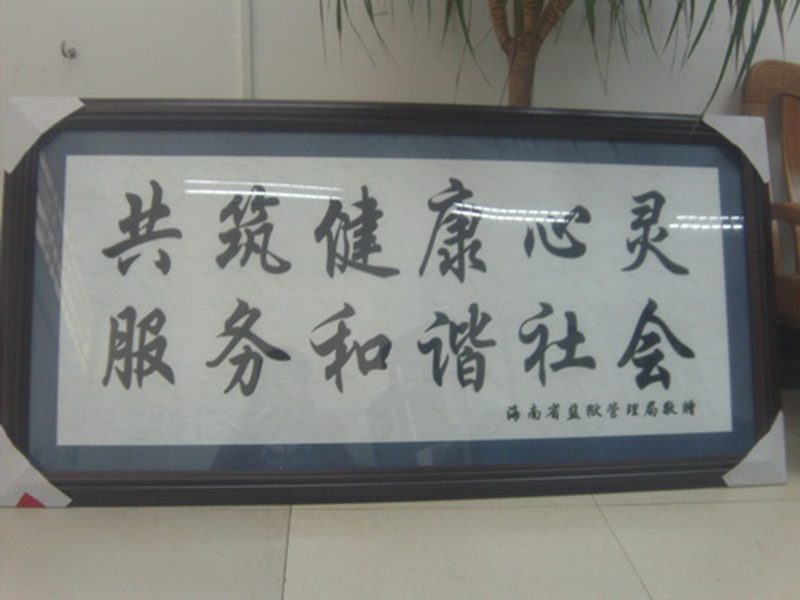 共筑健康心灵
服务和谐社会
海南省监狱管理局敬赠